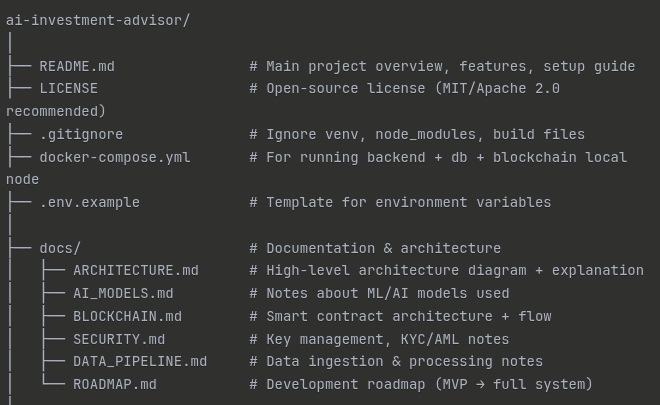 ai-investment-advisor/
│
├── README.md                # Main project overview, features, setup guide
├── LICENSE                  # Open-source license (MIT/Apache 2.0
recommended)
├── .gitignore               # Ignore venv, node_modules, build files
├── docker-compose.yml       # For running backend + db + blockchain local
node
├── .env.example             # Template for environment variables
│
├── docs/                    # Documentation & architecture
│   ├── ARCHITECTURE.md      # High-level architecture diagram + explanation
│   ├── AI_MODELS.md         # Notes about ML/AI models used
│   ├── BLOCKCHAIN.md        # Smart contract architecture + flow
│   ├── SECURITY.md          # Key management, KYC/AML notes
│   ├── DATA_PIPELINE.md     # Data ingestion & processing notes
│   └── ROADMAP.md           # Development roadmap (MVP → full system)
│